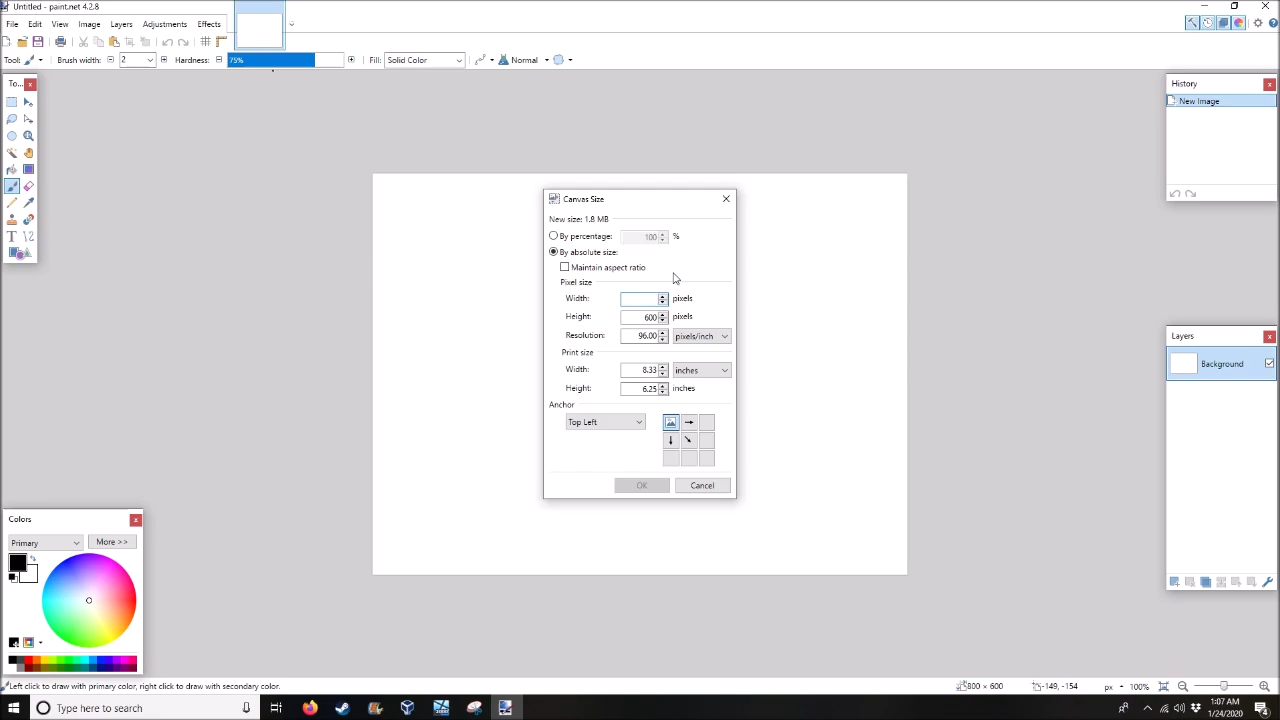 Untitled - paint.net 4.2.8
File Edit View Image Layers Adjustments Effects
Tool: Brush width: 2 Hardness: 75% Fill: Solid Color Normal
To...
History
New Image
Canvas Size
New size: 1.8 MB
By percentage: 100 %
By absolute size:
Maintain aspect ratio
Pixel size
Width: pixels
Height: 600 pixels
Resolution: 96.00 pixels/inch
Print size
Width: 8.33 inches
Height: 6.25 inches
Anchor
Top Left
OK Cancel
Layers
Background
Colors
Primary More >>
Left click to draw with primary color, right click to draw with secondary color.
800 × 600 -149, -154 px 100%
Type here to search
1:07 AM
1/24/2020
4